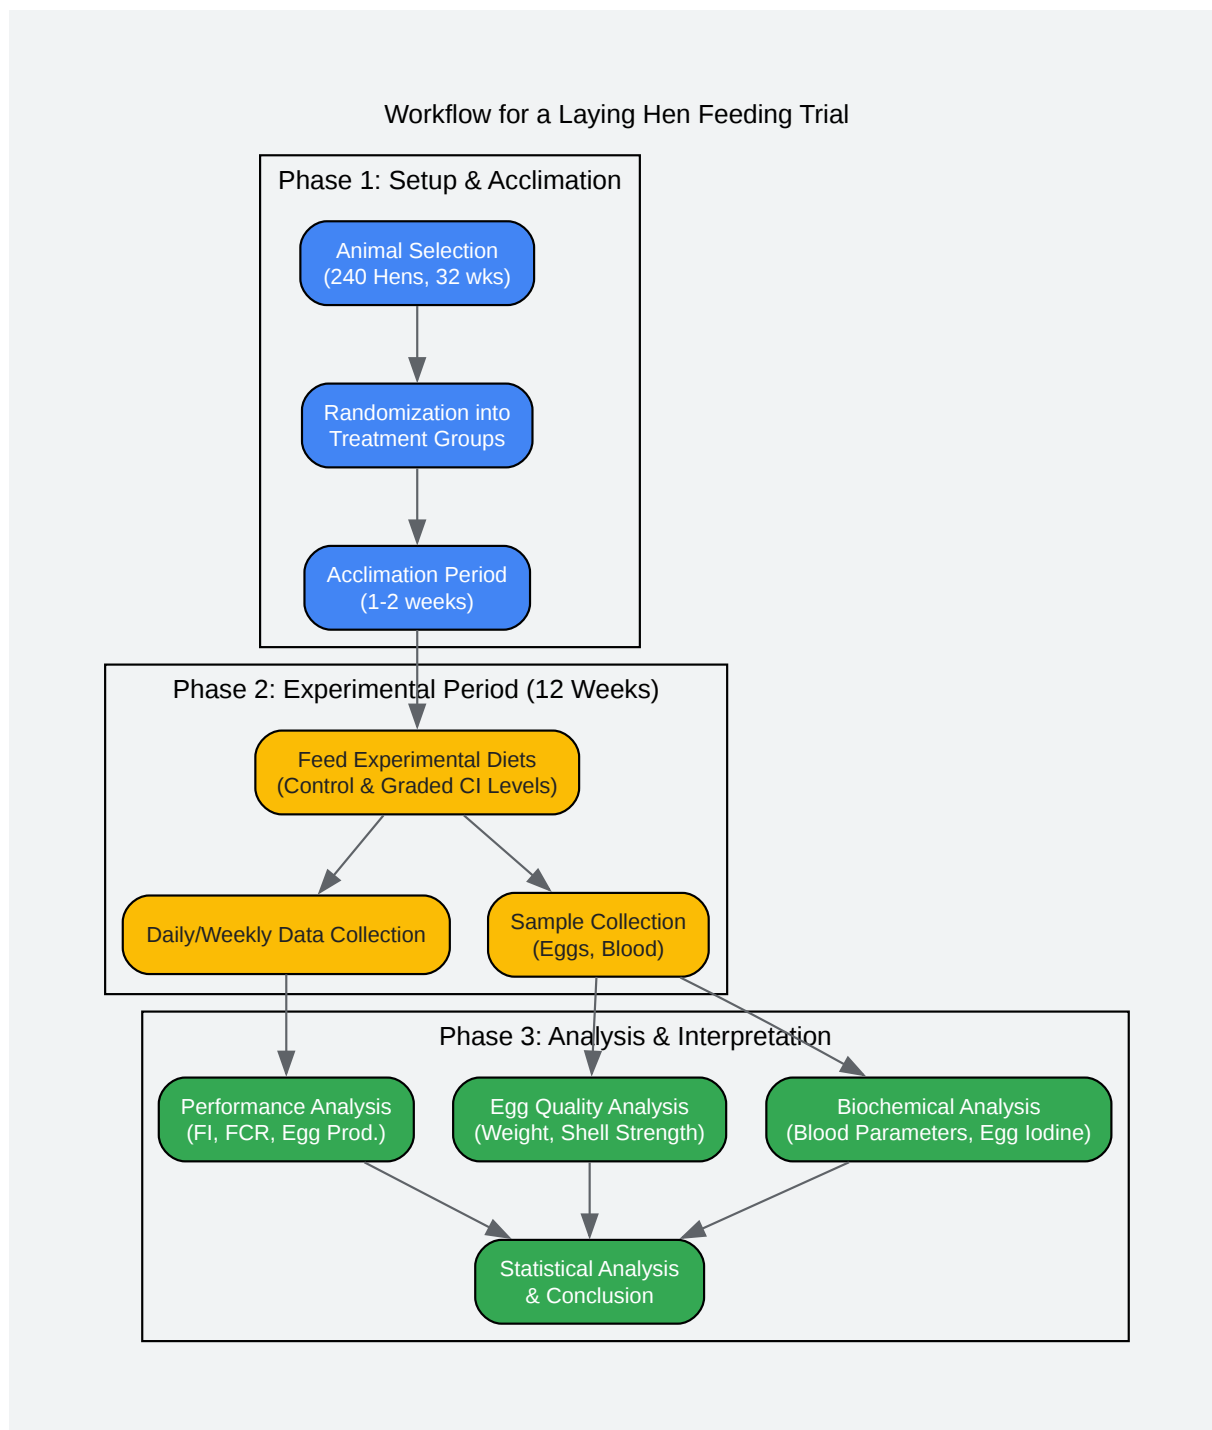 Workflow for a Laying Hen Feeding Trial
Phase 1: Setup & Acclimation
Animal Selection
(240 Hens, 32 wks)
Randomization into
Treatment Groups
Acclimation Period
(1-2 weeks)
Phase 2: Experimental Period (12 Weeks)
Feed Experimental Diets
(Control & Graded CI Levels)
Daily/Weekly Data Collection
Sample Collection
(Eggs, Blood)
Phase 3: Analysis & Interpretation
Performance Analysis
(FI, FCR, Egg Prod.)
Egg Quality Analysis
(Weight, Shell Strength)
Biochemical Analysis
(Blood Parameters, Egg Iodine)
Statistical Analysis
& Conclusion